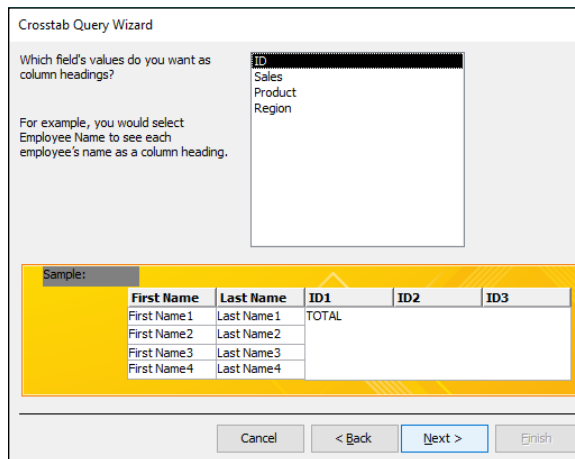 Crosstab Query Wizard
Which field's values do you want as
column headings?
For example, you would select
Employee Name to see each
employee's name as a column heading.
ID
Sales
Product
Region
Sample:
First Name Last Name ID1 ID2 ID3
First Name1 Last Name1 TOTAL
First Name2 Last Name2
First Name3 Last Name3
First Name4 Last Name4
Cancel < Back Next > Finish